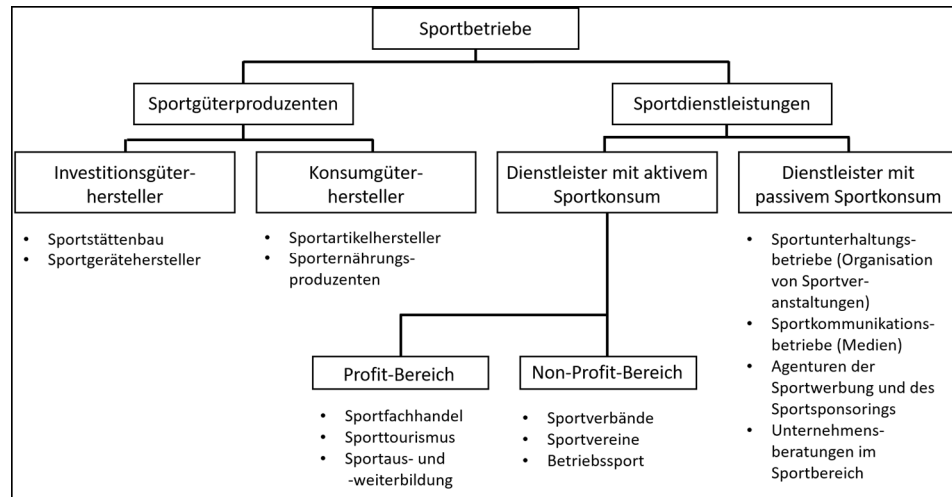 Sportbetriebe
Sportgüterproduzenten
Sportdienstleistungen
Investitionsgüter-
hersteller
Konsumgüter-
hersteller
Dienstleister mit aktivem
Sportkonsum
Dienstleister mit
passivem Sportkonsum
• Sportstättenbau
• Sportgerätehersteller
• Sportartikelhersteller
• Sporternährungs-
produzenten
• Sportunterhaltungs-
betriebe (Organisation
von Sportver-
anstaltungen)
• Sportkommunikations-
betriebe (Medien)
• Agenturen der
Sportwerbung und des
Sportsponsorings
• Unternehmens-
beratungen im
Sportbereich
Profit-Bereich
Non-Profit-Bereich
• Sportfachhandel
• Sporttourismus
• Sportaus- und
-weiterbildung
• Sportverbände
• Sportvereine
• Betriebssport